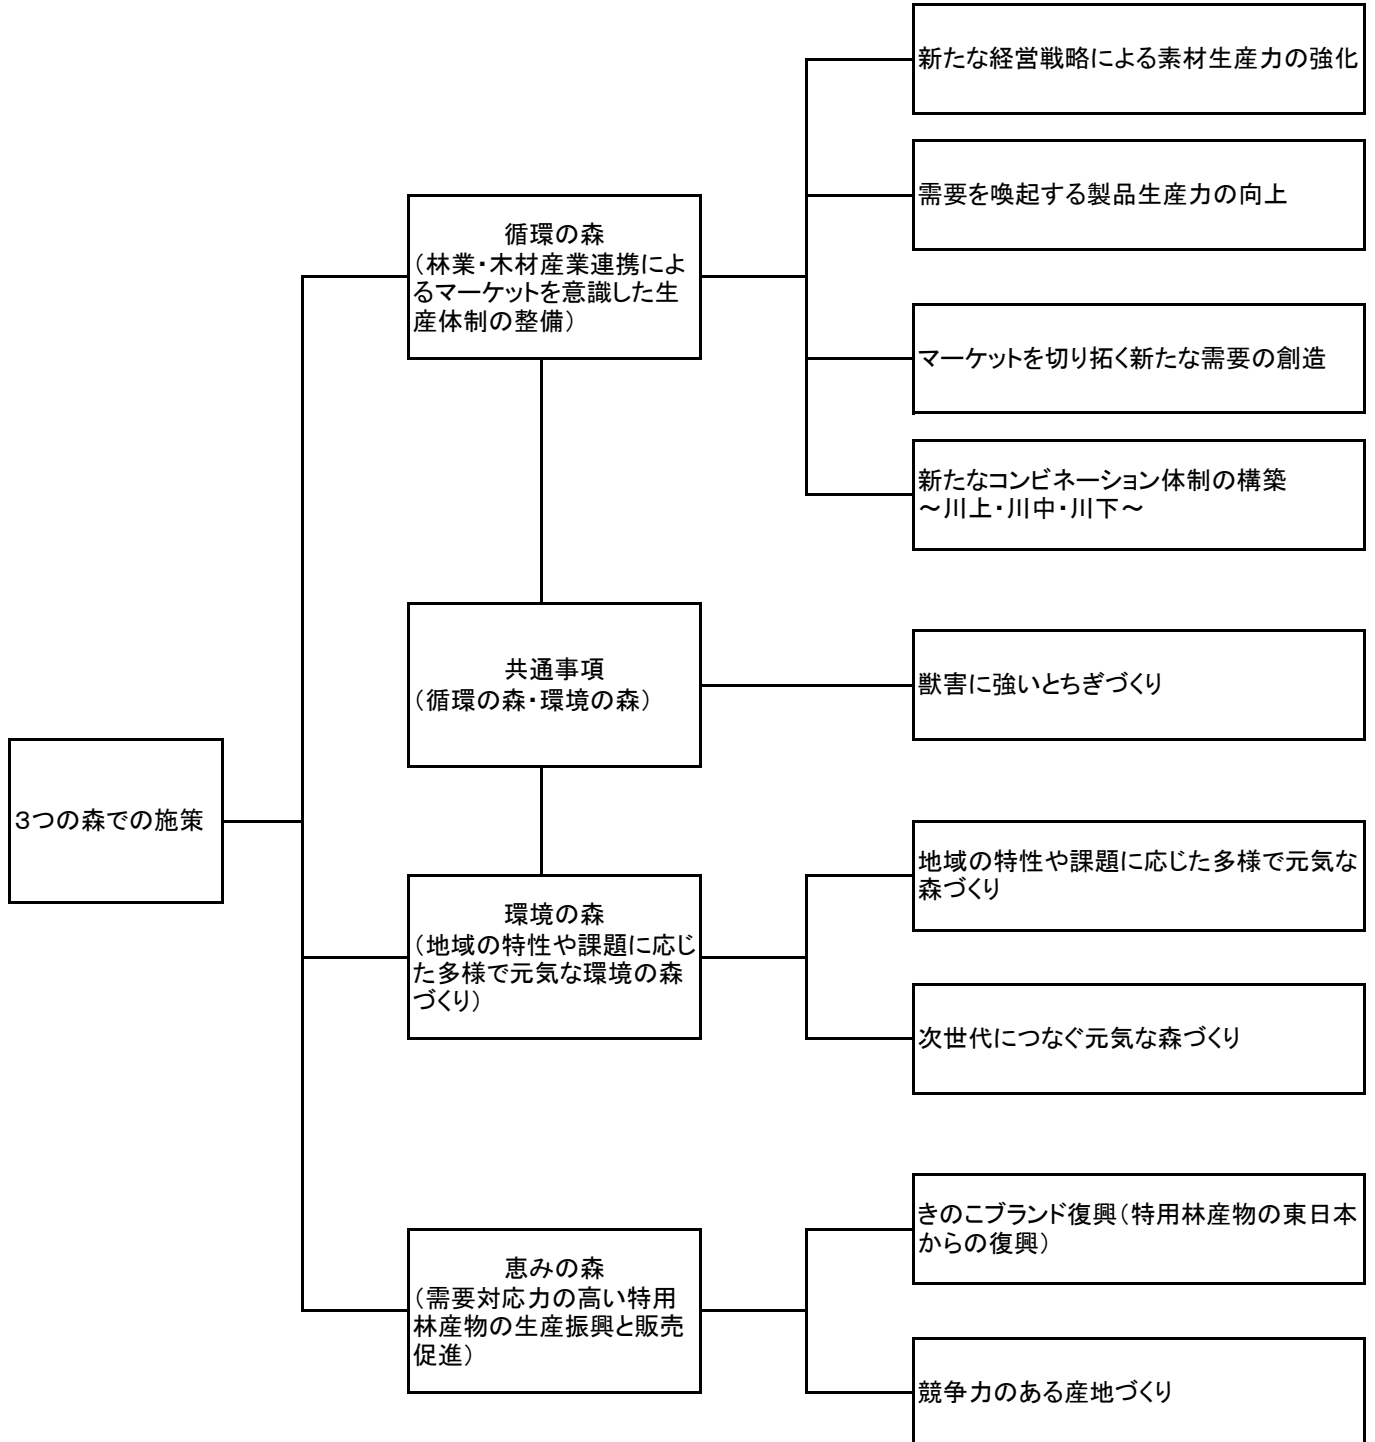 3つの森での施策
循環の森
（林業・木材産業連携によ
るマーケットを意識した生
産体制の整備）
新たな経営戦略による素材生産力の強化
需要を喚起する製品生産力の向上
マーケットを切り拓く新たな需要の創造
新たなコンビネーション体制の構築
～川上・川中・川下～
共通事項
（循環の森・環境の森）
獣害に強いとちぎづくり
環境の森
（地域の特性や課題に応じ
た多様で元気な環境の森
づくり）
地域の特性や課題に応じた多様で元気な
森づくり
次世代につなぐ元気な森づくり
恵みの森
（需要対応力の高い特用
林産物の生産振興と販売
促進）
きのこブランド復興（特用林産物の東日本
からの復興）
競争力のある産地づくり